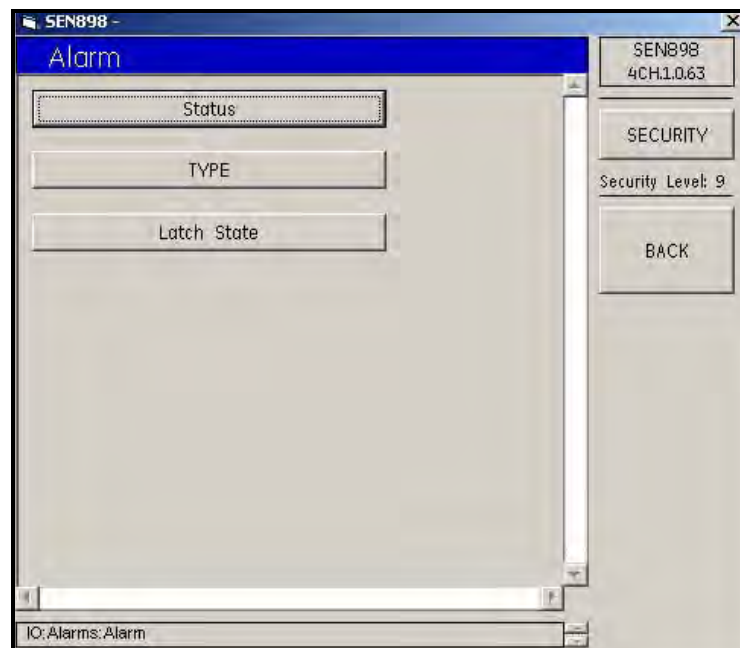 SEN898 -
Alarm
Status
TYPE
Latch State
SEN898
4CH.1.0.63
SECURITY
Security Level: 9
BACK
IO:Alarms:Alarm